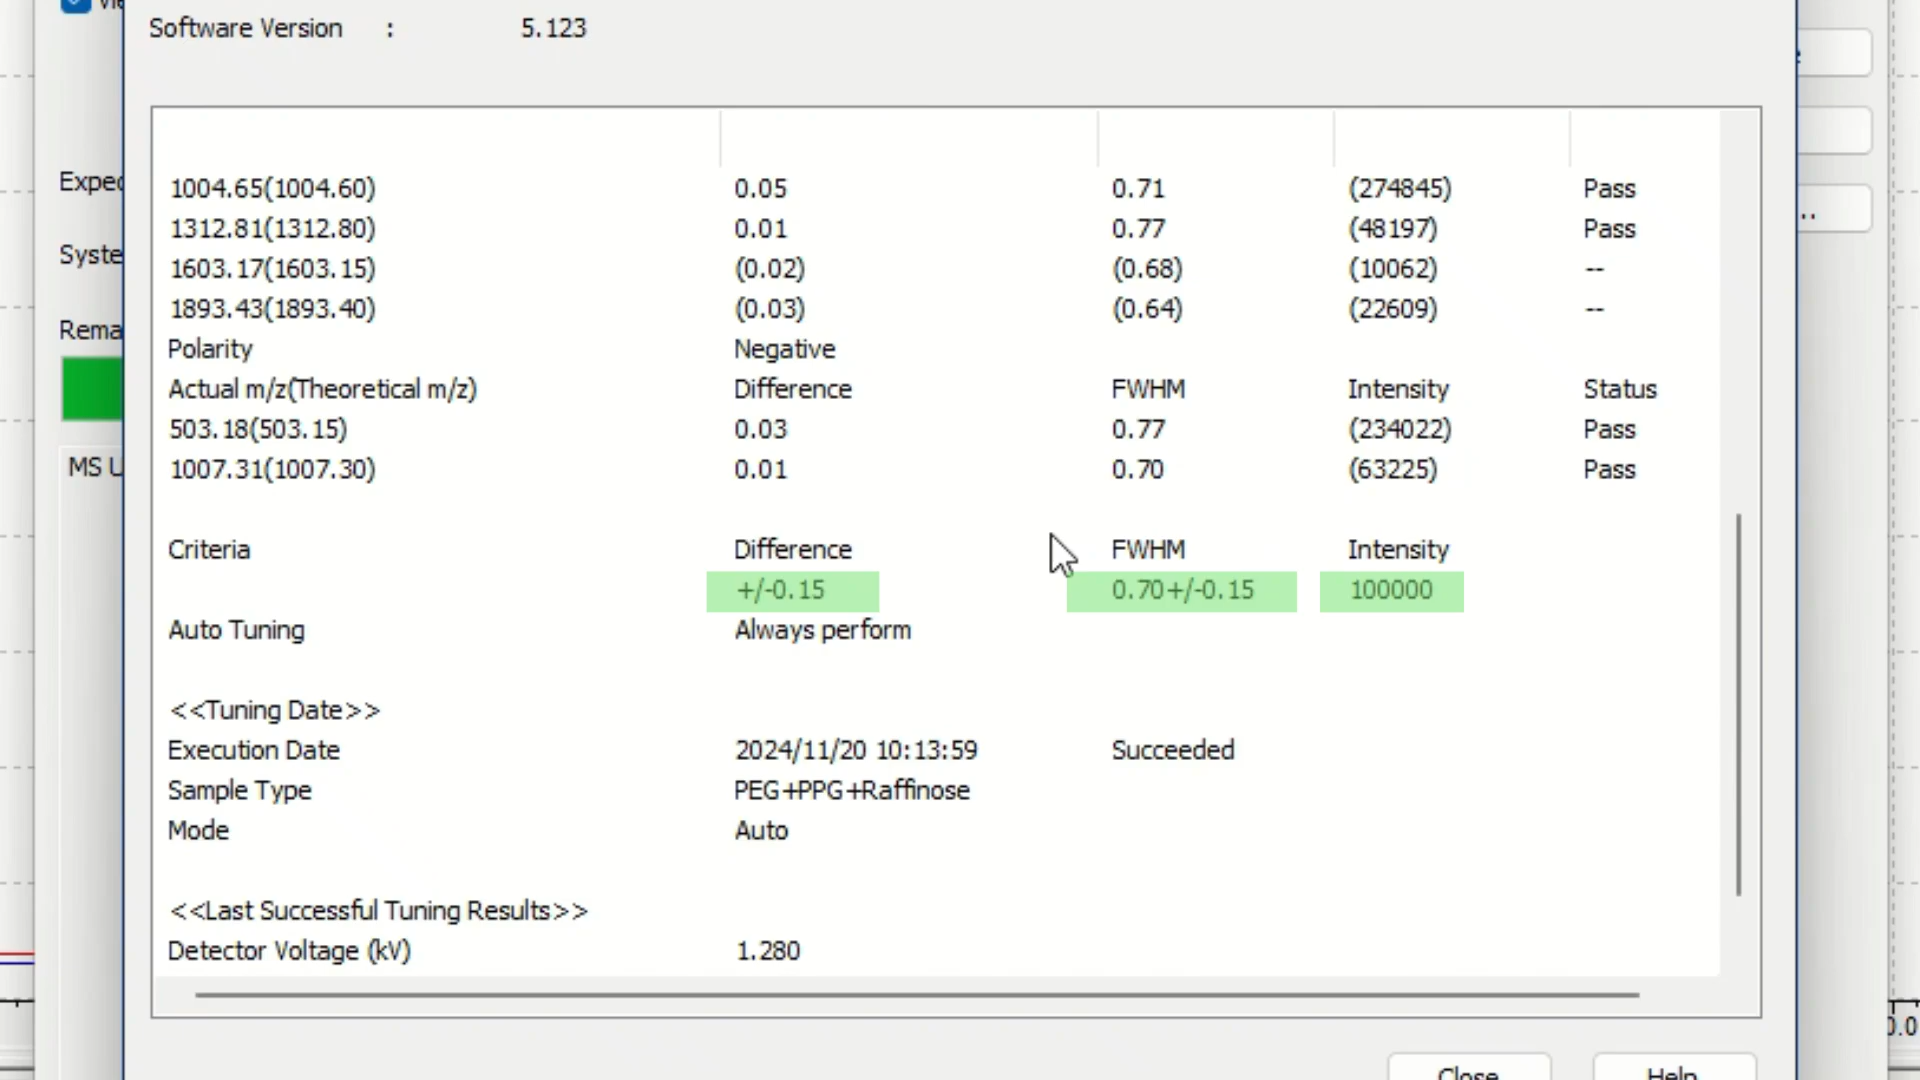 Software Version : 5.123
1004.65(1004.60) 0.05 0.71 (274845) Pass
Expec
1312.81(1312.80) 0.01 0.77 (48197) Pass
Syste
1603.17(1603.15) (0.02) (0.68) (10062) --
1893.43(1893.40) (0.03) (0.64) (22609) --
Rema
Polarity Negative
Actual m/z(Theoretical m/z) Difference FWHM Intensity Status
503.18(503.15) 0.03 0.77 (234022) Pass
MS U
1007.31(1007.30) 0.01 0.70 (63225) Pass
Criteria Difference FWHM Intensity
+/-0.15 0.70+/-0.15 100000
Auto Tuning Always perform
<<Tuning Date>>
Execution Date 2024/11/20 10:13:59 Succeeded
Sample Type PEG+PPG+Raffinose
Mode Auto
<<Last Successful Tuning Results>>
Detector Voltage (kV) 1.280
Close Help